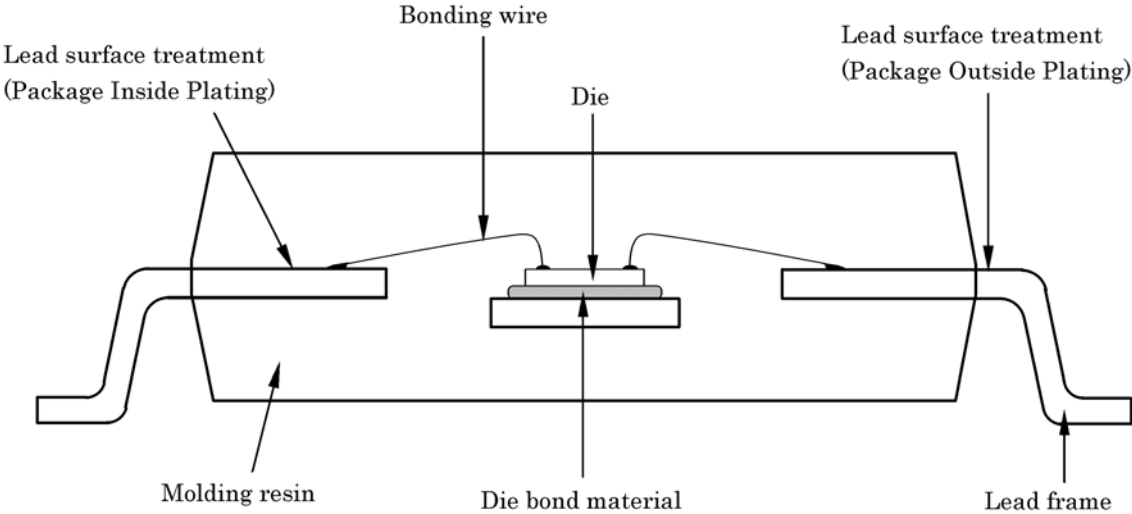 Bonding wire
Lead surface treatment
(Package Inside Plating)
Die
Lead surface treatment
(Package Outside Plating)
Molding resin
Die bond material
Lead frame